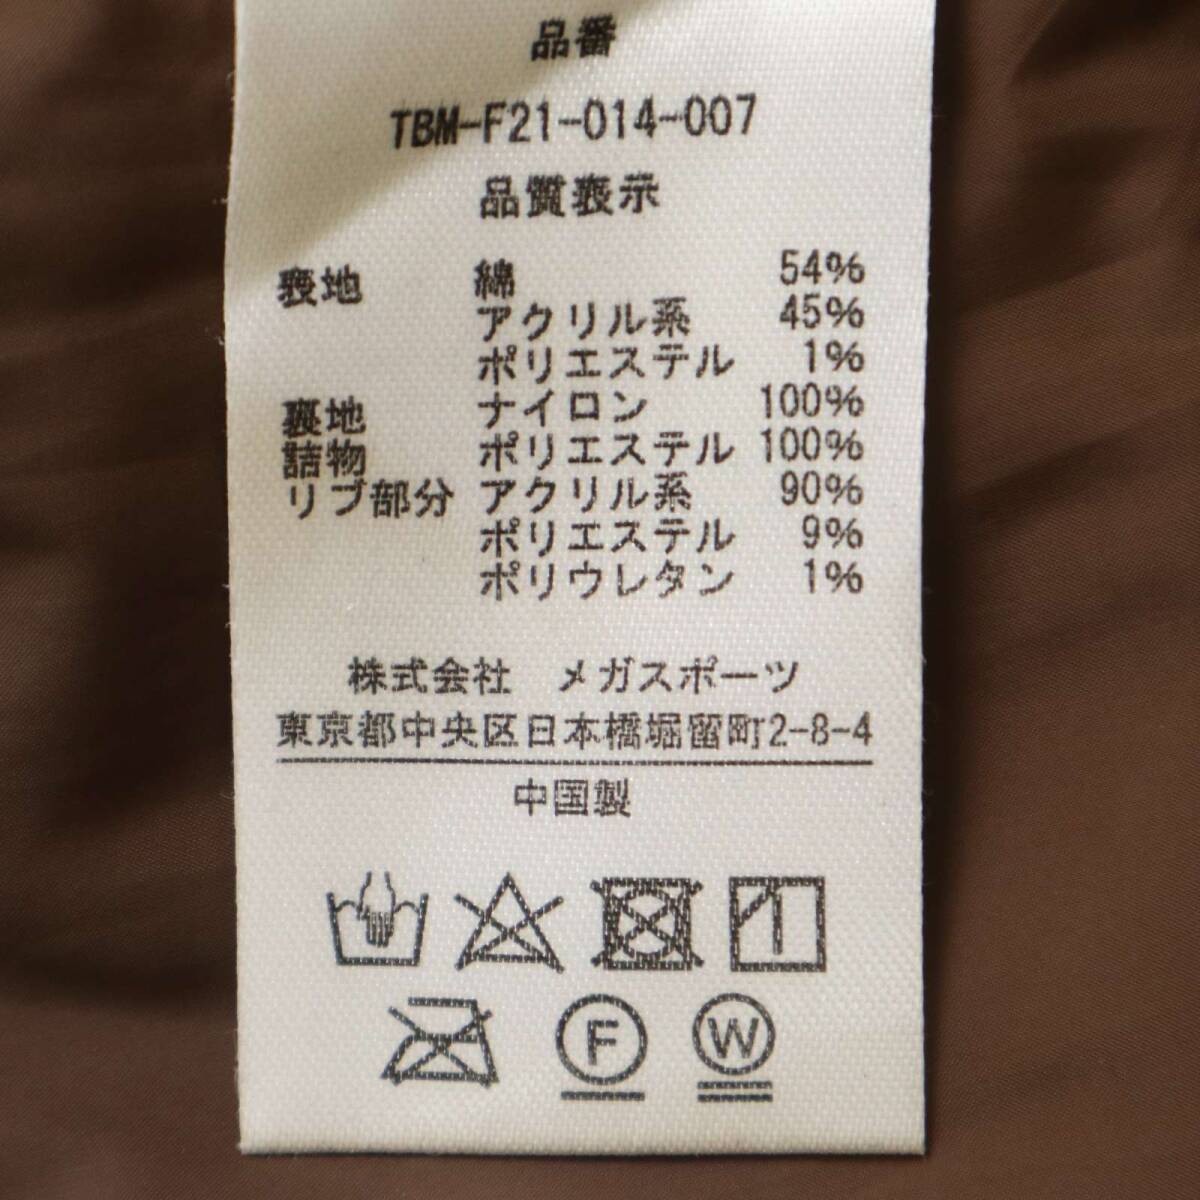 品番
TBM-F21-014-007
品質表示
表地 綿 54%
アクリル系 45%
ポリエステル 1%
裏地 ナイロン 100%
詰物 ポリエステル 100%
リブ部分 アクリル系 90%
ポリエステル 9%
ポリウレタン 1%
株式会社 メガスポーツ
東京都中央区日本橋堀留町2-8-4
中国製
F W